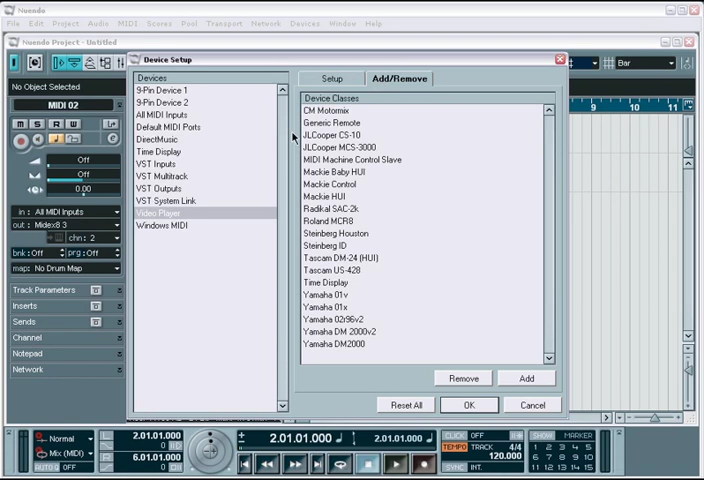 Nuendo
File Edit Project Audio MIDI Scores Pool Transport Network Devices Window Help
Nuendo Project - Untitled
Bar
No Object Selected
9 10 11
MIDI 02
M S R W
Off
Off
0.00
in : All MIDI Inputs
out : Midex8 3
chn: 2
bnk :Off prg :Off
map: No Drum Map
Track Parameters
Inserts
Sends
Channel
Notepad
Network
Device Setup
Devices
9-Pin Device 1
9-Pin Device 2
All MIDI Inputs
Default MIDI Ports
DirectMusic
Time Display
VST Inputs
VST Multitrack
VST Outputs
VST System Link
Video Player
Windows MIDI
Setup Add/Remove
Device Classes
CM Motormix
Generic Remote
JLCooper CS-10
JLCooper MCS-3000
MIDI Machine Control Slave
Mackie Baby HUI
Mackie Control
Mackie HUI
Radikal SAC-2k
Roland MCR8
Steinberg Houston
Steinberg ID
Tascam DM-24 (HUI)
Tascam US-428
Time Display
Yamaha 01v
Yamaha 01x
Yamaha 02r96v2
Yamaha DM 2000v2
Yamaha DM2000
Remove Add
Reset All OK Cancel
Normal
Mix (MIDI)
AUTO Q OFF
L 2.01.01.000
0
R 6.01.01.000
0
2.01.01.000 2.01.01.000
CLICK OFF
TEMPO TRACK 4/4
120.000
SYNC INT.
SHOW MARKER
1 2 3 4 5
6 7 8 9 10
11 12 13 14 15